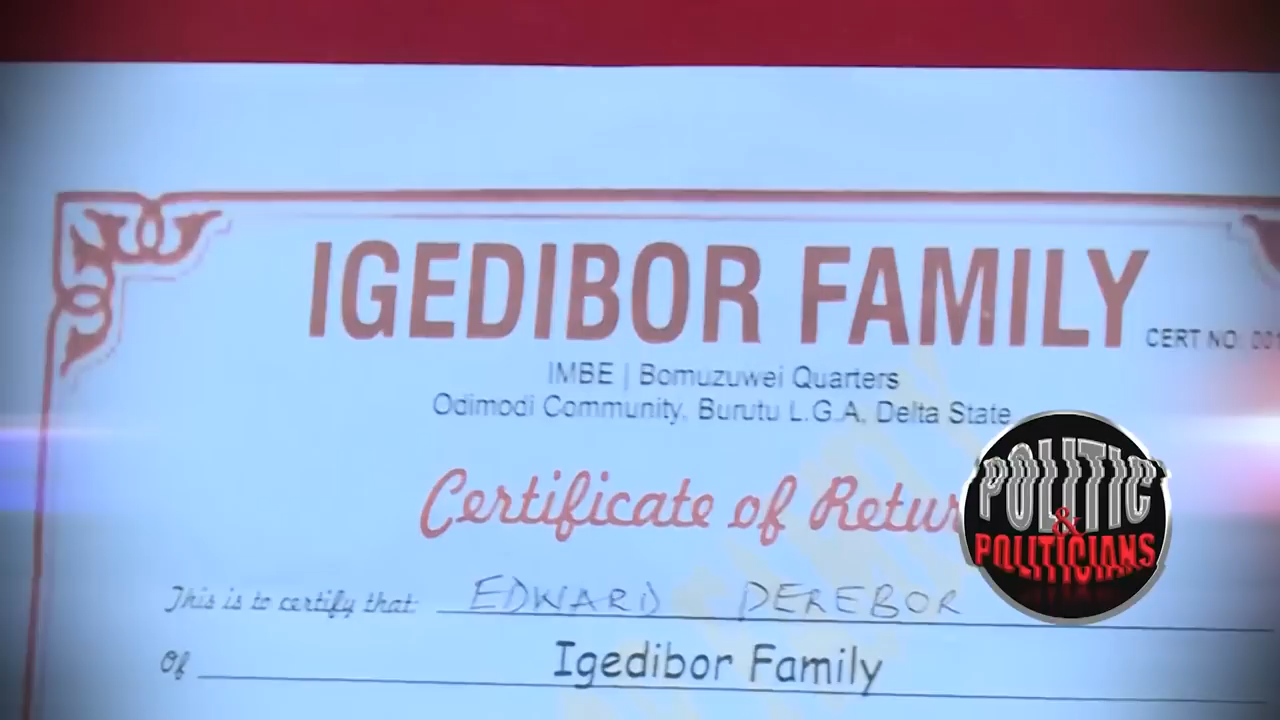 IGEDIBOR FAMILY
CERT NO: 001
IMBE | Bomuzuwei Quarters
Odimodi Community, Burutu L.G.A, Delta State
Certificate of Retur
This is to certify that: EDWARD DEREBOR
Of Igedibor Family
POLITIC
&
POLITICIANS